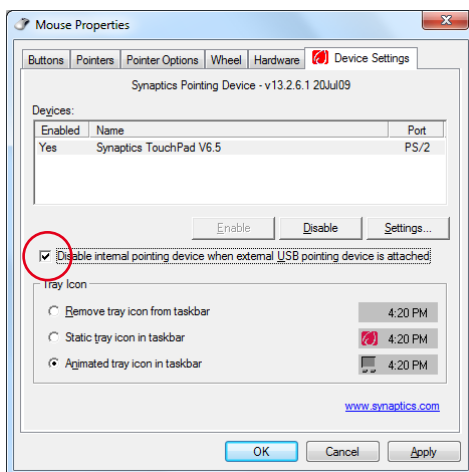 Mouse Properties
Buttons Pointers Pointer Options Wheel Hardware Device Settings
Synaptics Pointing Device - v13.2.6.1 20Jul09
Devices:
Enabled Name Port
Yes Synaptics TouchPad V6.5 PS/2
Enable Disable Settings...
Disable internal pointing device when external USB pointing device is attached
Tray Icon
Remove tray icon from taskbar 4:20 PM
Static tray icon in taskbar 4:20 PM
Animated tray icon in taskbar 4:20 PM
www.synaptics.com
OK Cancel Apply